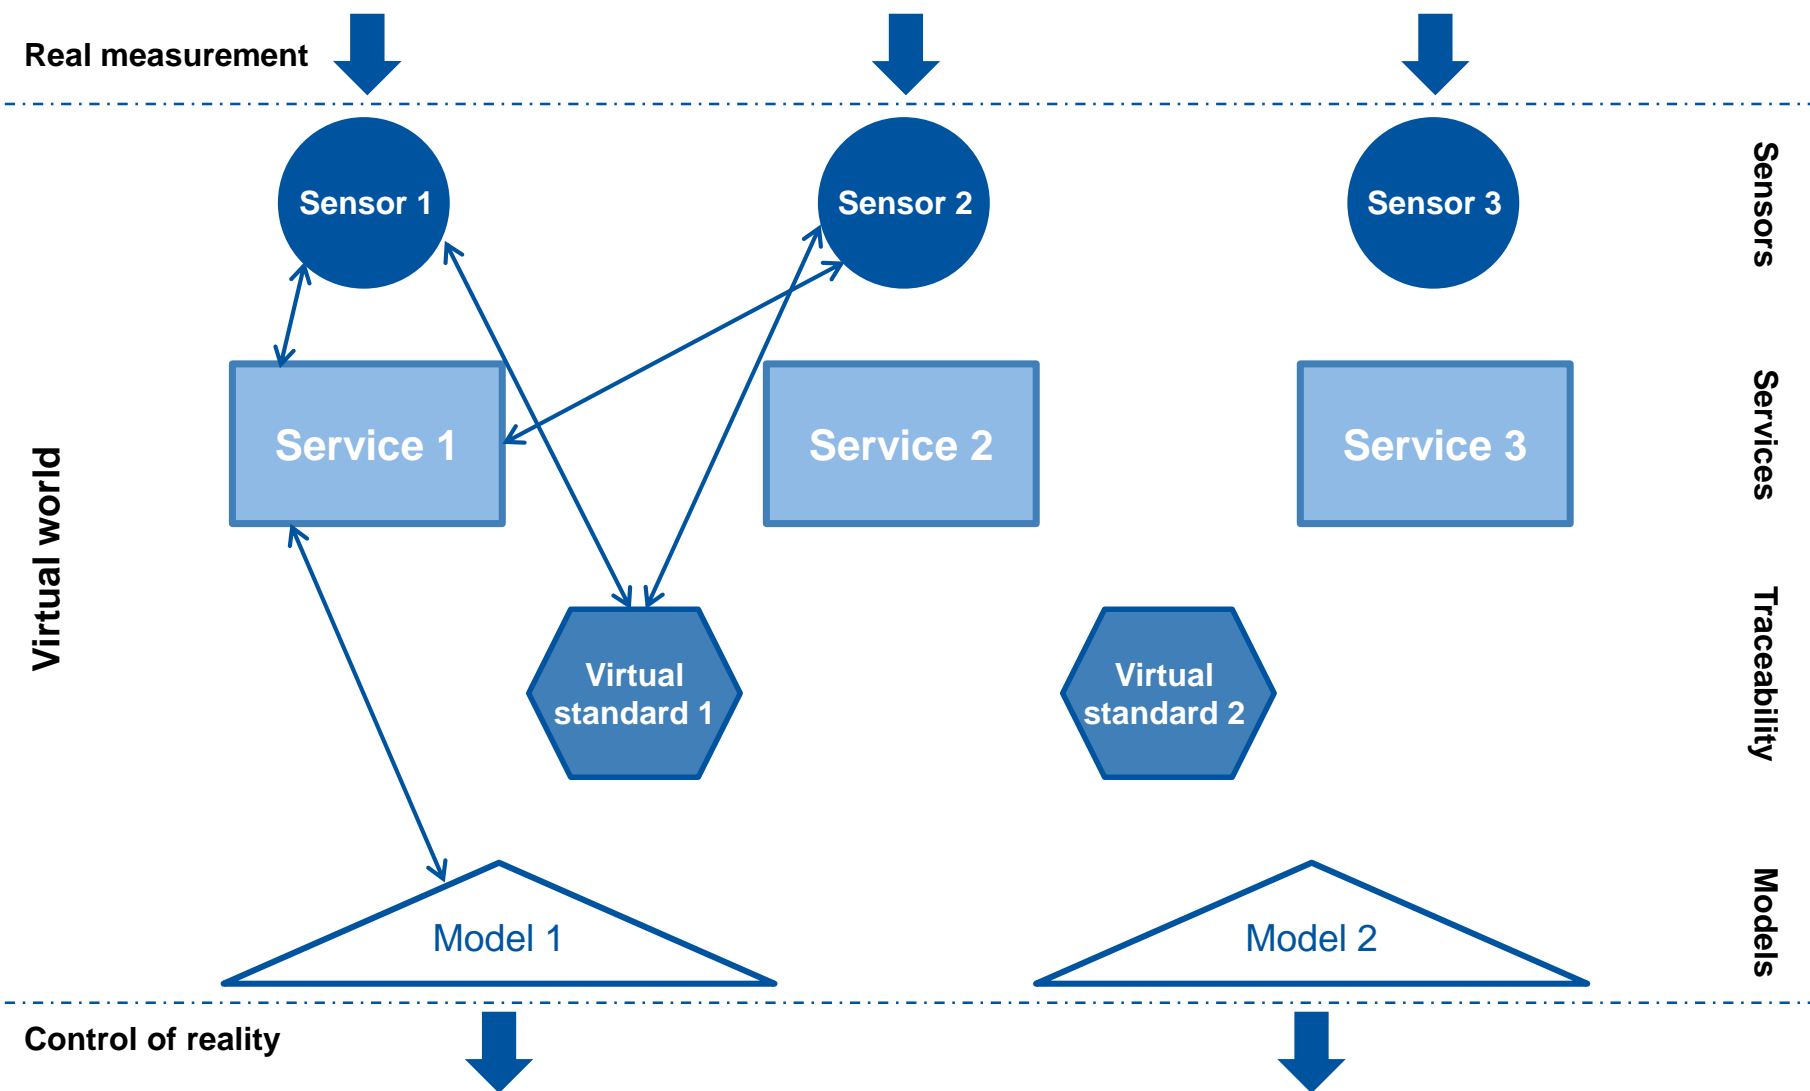 Real measurement
Sensor 1
Sensor 2
Sensor 3
Sensors
Service 1
Service 2
Service 3
Services
Virtual world
Virtual
standard 1
Virtual
standard 2
Traceability
Model 1
Model 2
Models
Control of reality